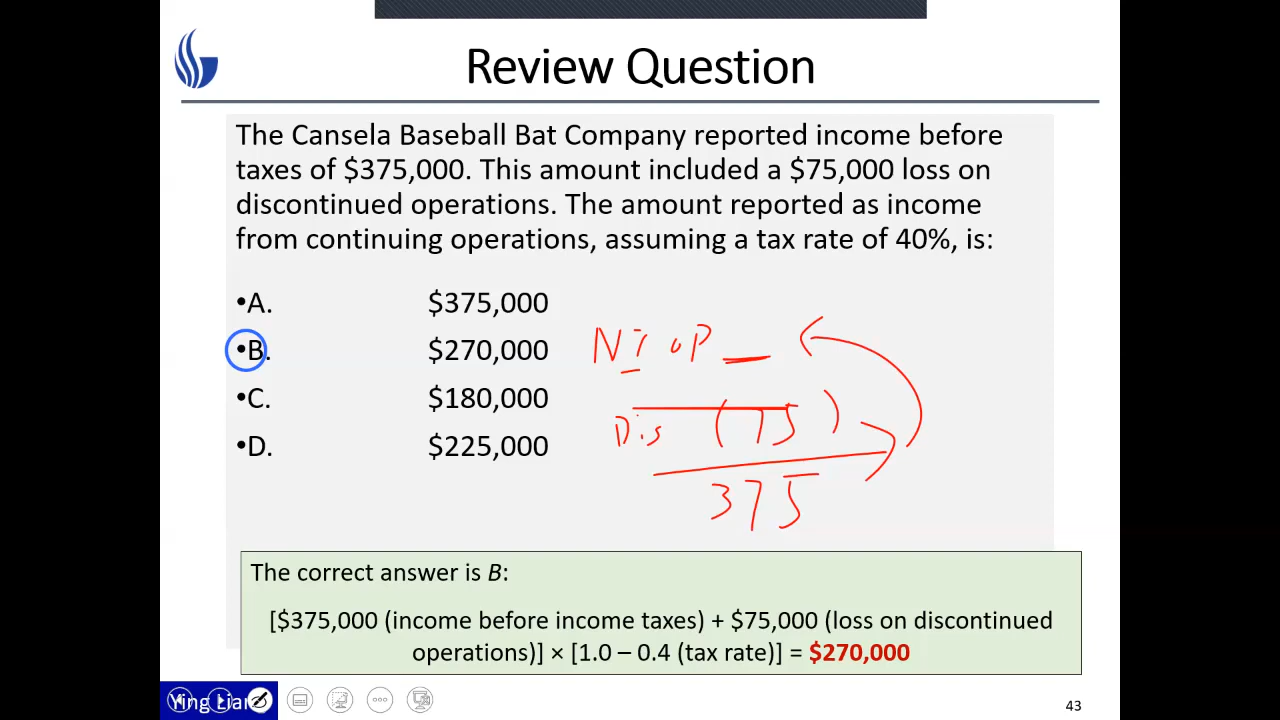 Review Question
The Cansela Baseball Bat Company reported income before
taxes of $375,000. This amount included a $75,000 loss on
discontinued operations. The amount reported as income
from continuing operations, assuming a tax rate of 40%, is:
•A. $375,000
•B. $270,000
NI OP
•C. $180,000
Dis (75)
•D. $225,000
375
The correct answer is B:
[$375,000 (income before income taxes) + $75,000 (loss on discontinued
operations)] × [1.0 – 0.4 (tax rate)] = $270,000
Ying
43